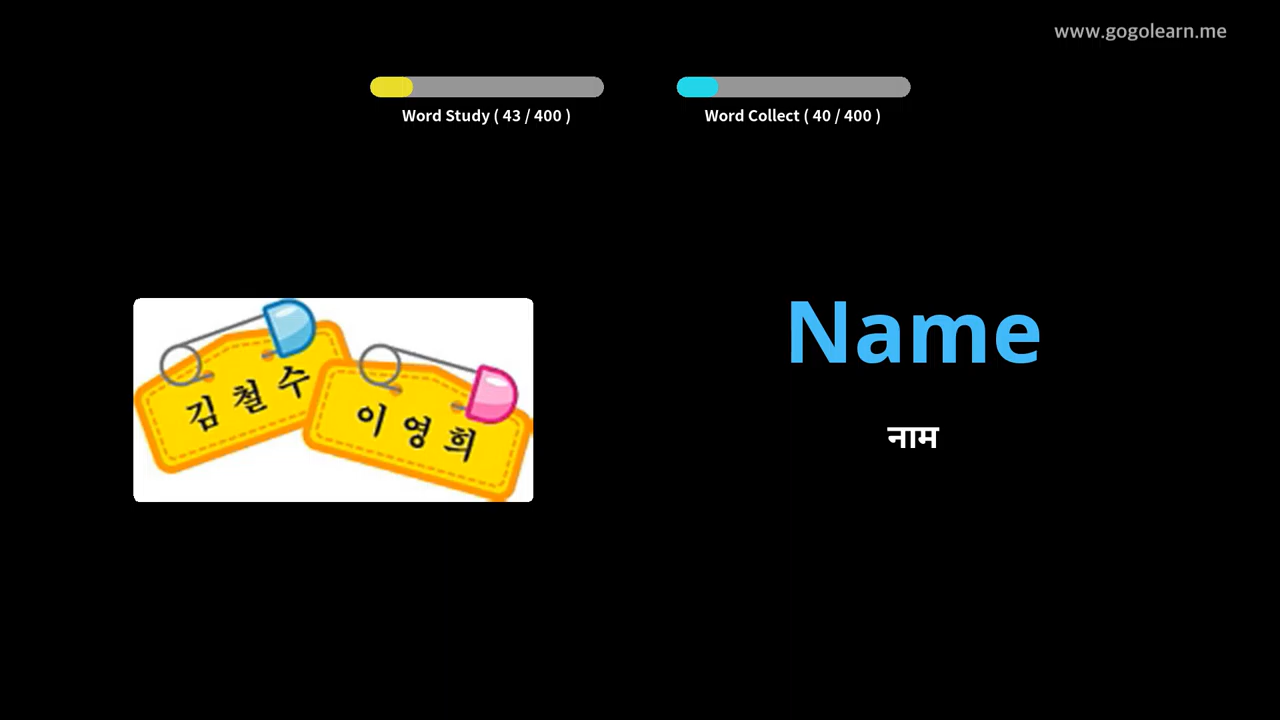 www.gogolearn.me
Word Study ( 43 / 400 )
Word Collect ( 40 / 400 )
김철수
이영희
Name
नाम